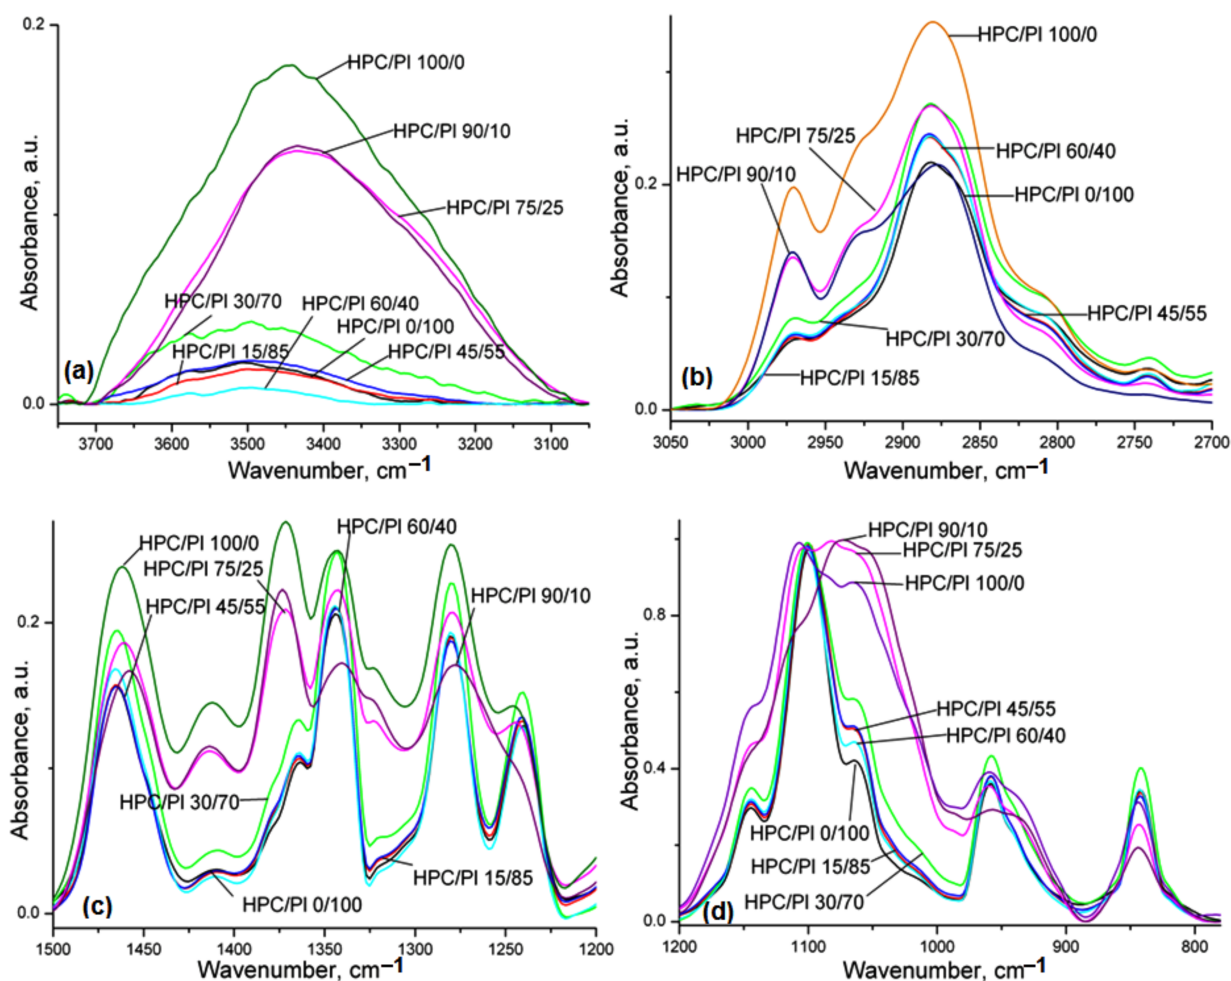 0.2
0.0
Absorbance, a.u.
HPC/PI 100/0
HPC/PI 90/10
HPC/PI 75/25
HPC/PI 30/70
HPC/PI 60/40
HPC/PI 0/100
HPC/PI 15/85
HPC/PI 45/55
(a)
3700 3600 3500 3400 3300 3200 3100
Wavenumber, cm⁻¹
0.2
0.0
Absorbance, a.u.
HPC/PI 100/0
HPC/PI 75/25
HPC/PI 60/40
HPC/PI 90/10
HPC/PI 0/100
HPC/PI 45/55
HPC/PI 30/70
HPC/PI 15/85
(b)
3050 3000 2950 2900 2850 2800 2750 2700
Wavenumber, cm⁻¹
0.2
0.0
Absorbance, a.u.
HPC/PI 60/40
HPC/PI 100/0
HPC/PI 75/25
HPC/PI 90/10
HPC/PI 45/55
HPC/PI 30/70
HPC/PI 15/85
HPC/PI 0/100
(c)
1500 1450 1400 1350 1300 1250 1200
Wavenumber, cm⁻¹
0.8
0.4
0.0
Absorbance, a.u.
HPC/PI 90/10
HPC/PI 75/25
HPC/PI 100/0
HPC/PI 45/55
HPC/PI 60/40
HPC/PI 0/100
HPC/PI 15/85
HPC/PI 30/70
(d)
1200 1100 1000 900 800
Wavenumber, cm⁻¹